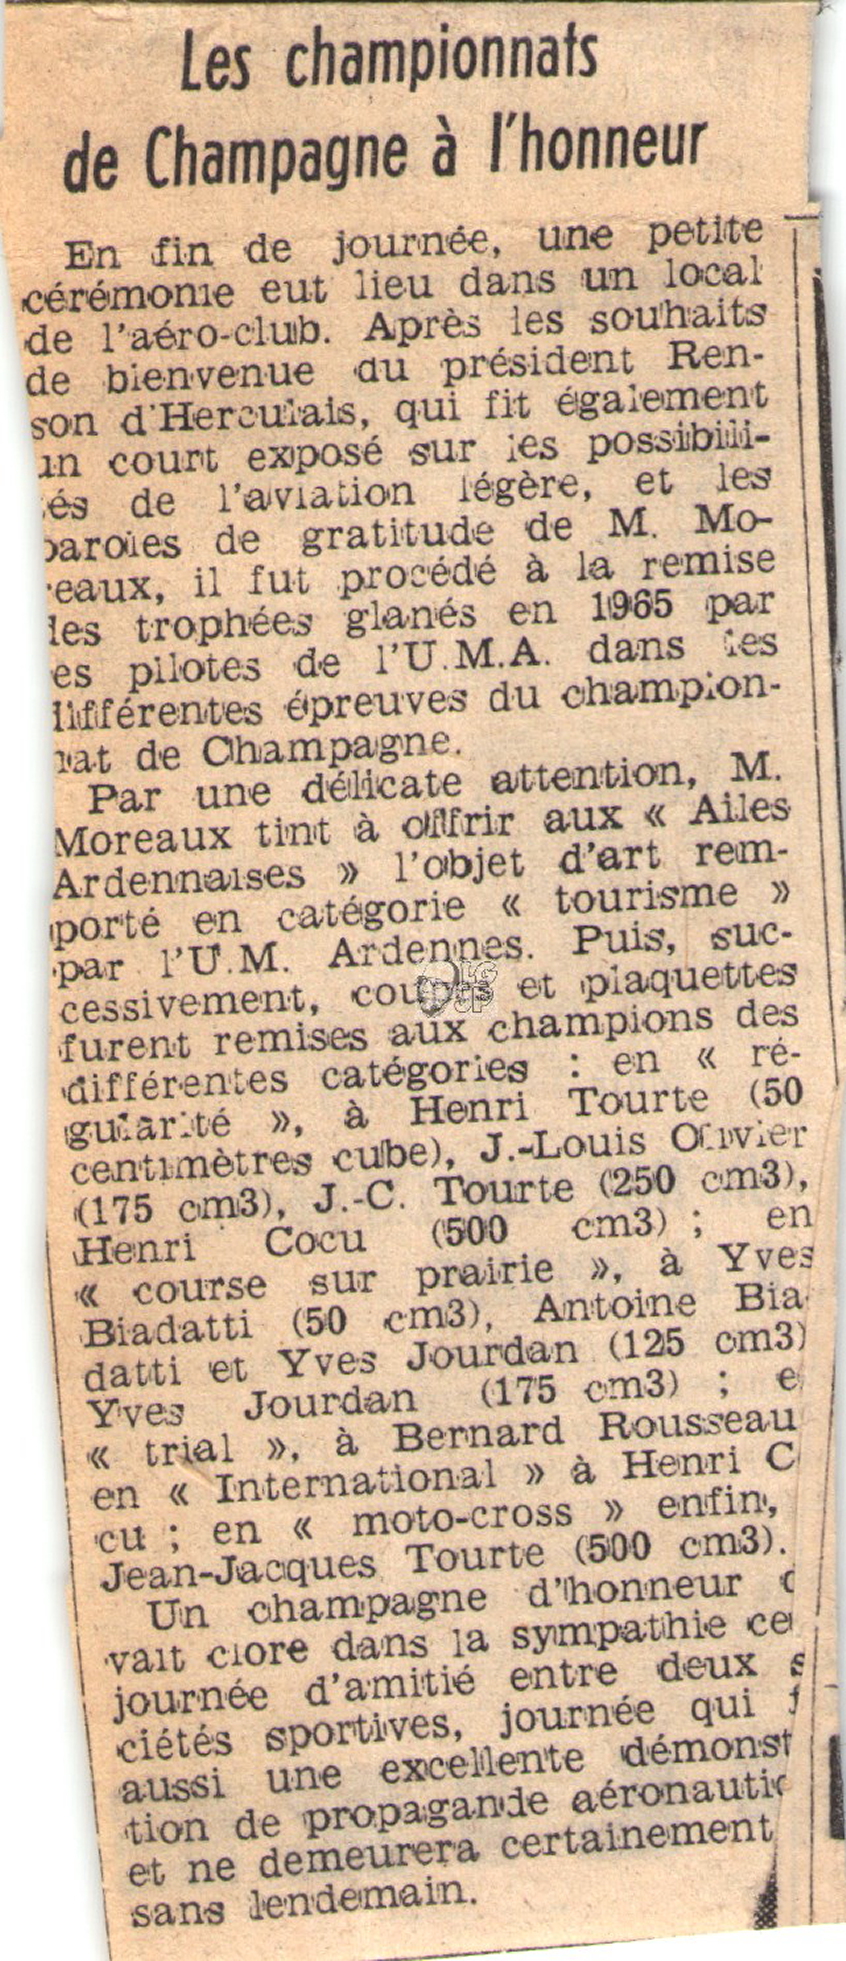 Les championnats
de Champagne à l'honneur
En fin de journée, une petite
cérémonie eut lieu dans un local
de l'aéro-club. Après les souhaits
de bienvenue du président Ren-
son d'Herculais, qui fit également
un court exposé sur les possibili-
tés de l'aviation légère, et les
paroles de gratitude de M. Mo-
reaux, il fut procédé à la remise
des trophées glanés en 1965 par
es pilotes de l'U.M.A. dans les
différentes épreuves du champion-
nat de Champagne.
Par une délicate attention, M.
Moreaux tint à offrir aux « Ailes
Ardennaises » l'objet d'art rem-
porté en catégorie « tourisme »
par l'U.M. Ardennes. Puis, suc-
cessivement, coupes et plaquettes
furent remises aux champions des
différentes catégories : en « ré-
gularité », à Henri Tourte (50
centimètres cube), J.-Louis Olivier
(175 cm3), J.-C. Tourte (250 cm3),
Henri Cocu (500 cm3) ; en
« course sur prairie », à Yves
Biadatti (50 cm3), Antoine Bia
datti et Yves Jourdan (125 cm3)
Yves Jourdan (175 cm3) ; e
« trial », à Bernard Rousseau
en « International » à Henri C
cu ; en « moto-cross » enfin,
Jean-Jacques Tourte (500 cm3).
Un champagne d'honneur
vait clore dans la sympathie ce
journée d'amitié entre deux s
ciétés sportives, journée qui
aussi une excellente démonst
tion de propagande aéronautiq
et ne demeurera certainement
sans lendemain.